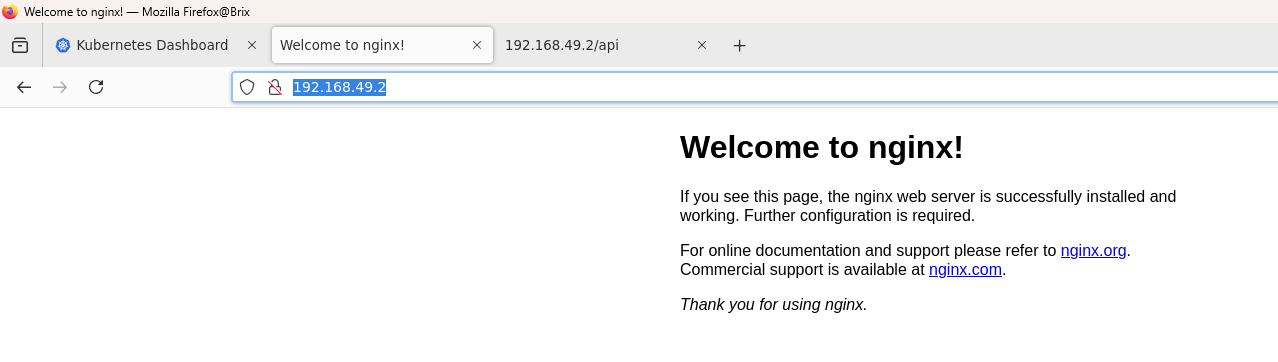 Welcome to nginx! — Mozilla Firefox@Brix
Kubernetes Dashboard
Welcome to nginx!
192.168.49.2/api
192.168.49.2
Welcome to nginx!
If you see this page, the nginx web server is successfully installed and
working. Further configuration is required.
For online documentation and support please refer to nginx.org.
Commercial support is available at nginx.com.
Thank you for using nginx.